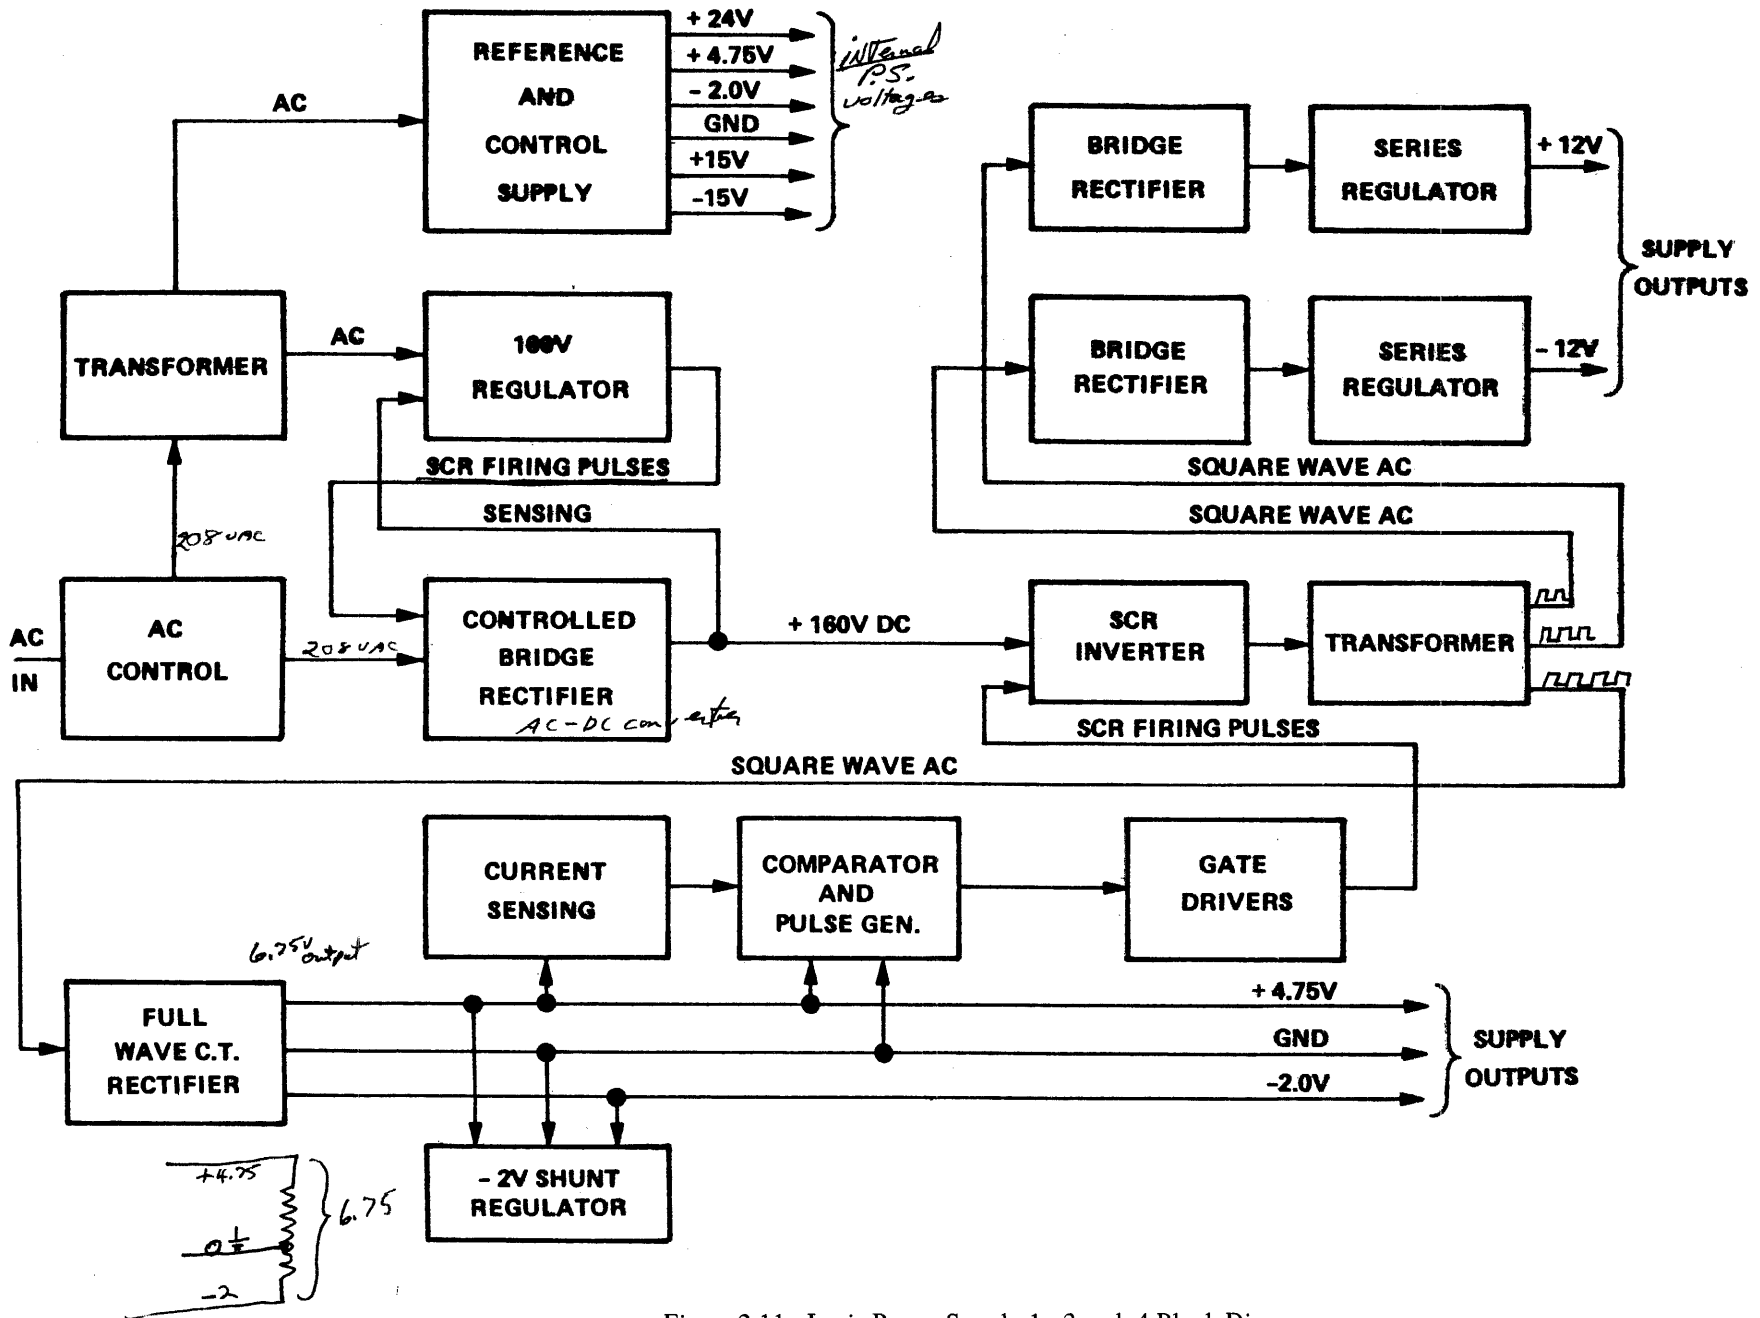 REFERENCE
AND
CONTROL
SUPPLY
+ 24V
+ 4.75V
- 2.0V
GND
+15V
-15V
internal
P.S.
voltages
AC
BRIDGE
RECTIFIER
SERIES
REGULATOR
+ 12V
SUPPLY
OUTPUTS
TRANSFORMER
AC
REGULATOR
BRIDGE
RECTIFIER
SERIES
REGULATOR
- 12V
SCR FIRING PULSES
SENSING
SQUARE WAVE AC
SQUARE WAVE AC
208 VAC
AC
IN
AC
CONTROL
208 VAC
CONTROLLED
BRIDGE
RECTIFIER
AC-DC converter
+ 160V DC
SCR
INVERTER
TRANSFORMER
SCR FIRING PULSES
SQUARE WAVE AC
CURRENT
SENSING
COMPARATOR
AND
PULSE GEN.
GATE
DRIVERS
6.75V output
FULL
WAVE C.T.
RECTIFIER
+ 4.75V
GND
-2.0V
SUPPLY
OUTPUTS
- 2V SHUNT
REGULATOR
+4.75
0
-2
6.75